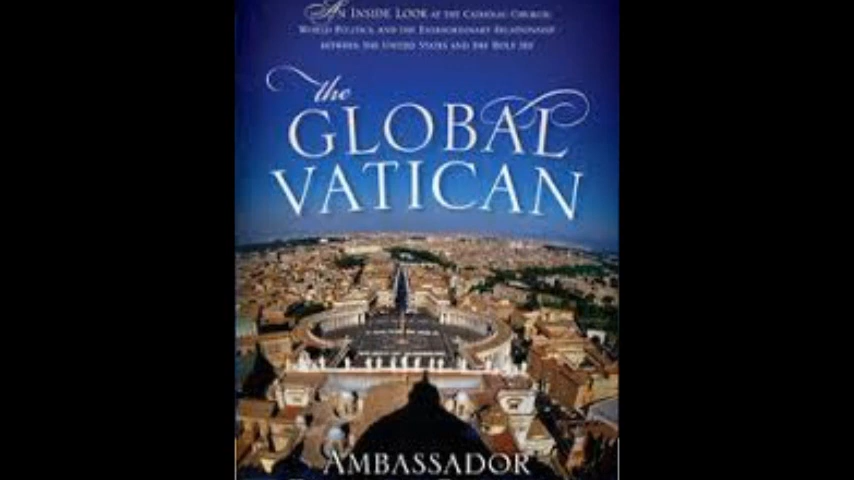 AN INSIDE LOOK AT THE CATHOLIC CHURCH,
WORLD POLITICS, AND THE EXTRAORDINARY RELATIONSHIP
BETWEEN THE UNITED STATES AND THE HOLY SEE
the
GLOBAL
VATICAN
AMBASSADOR